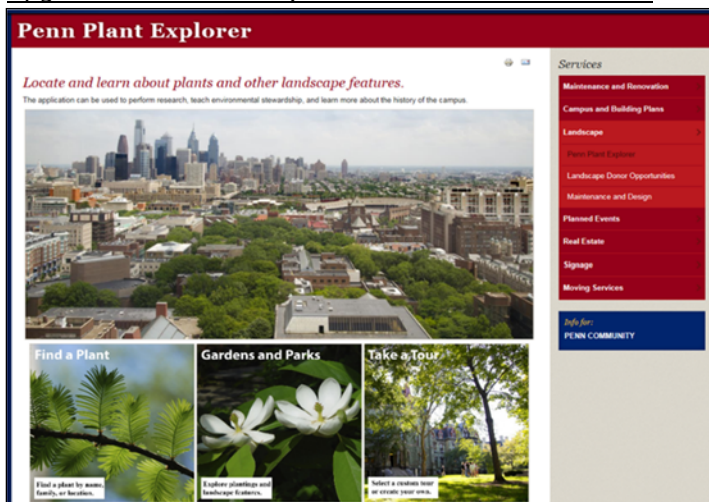 Penn Plant Explorer
Locate and learn about plants and other landscape features.
The application can be used to perform research, teach environmental stewardship, and learn more about the history of the campus.
Find a Plant
Find a plant by name,
family, or location.
Gardens and Parks
Explore plantings and
landscape features.
Take a Tour
Select a custom tour
or create your own.
Services
Maintenance and Renovation
Campus and Building Plans
Landscape
Penn Plant Explorer
Landscape Donor Opportunities
Maintenance and Design
Planned Events
Real Estate
Signage
Moving Services
Info for:
PENN COMMUNITY